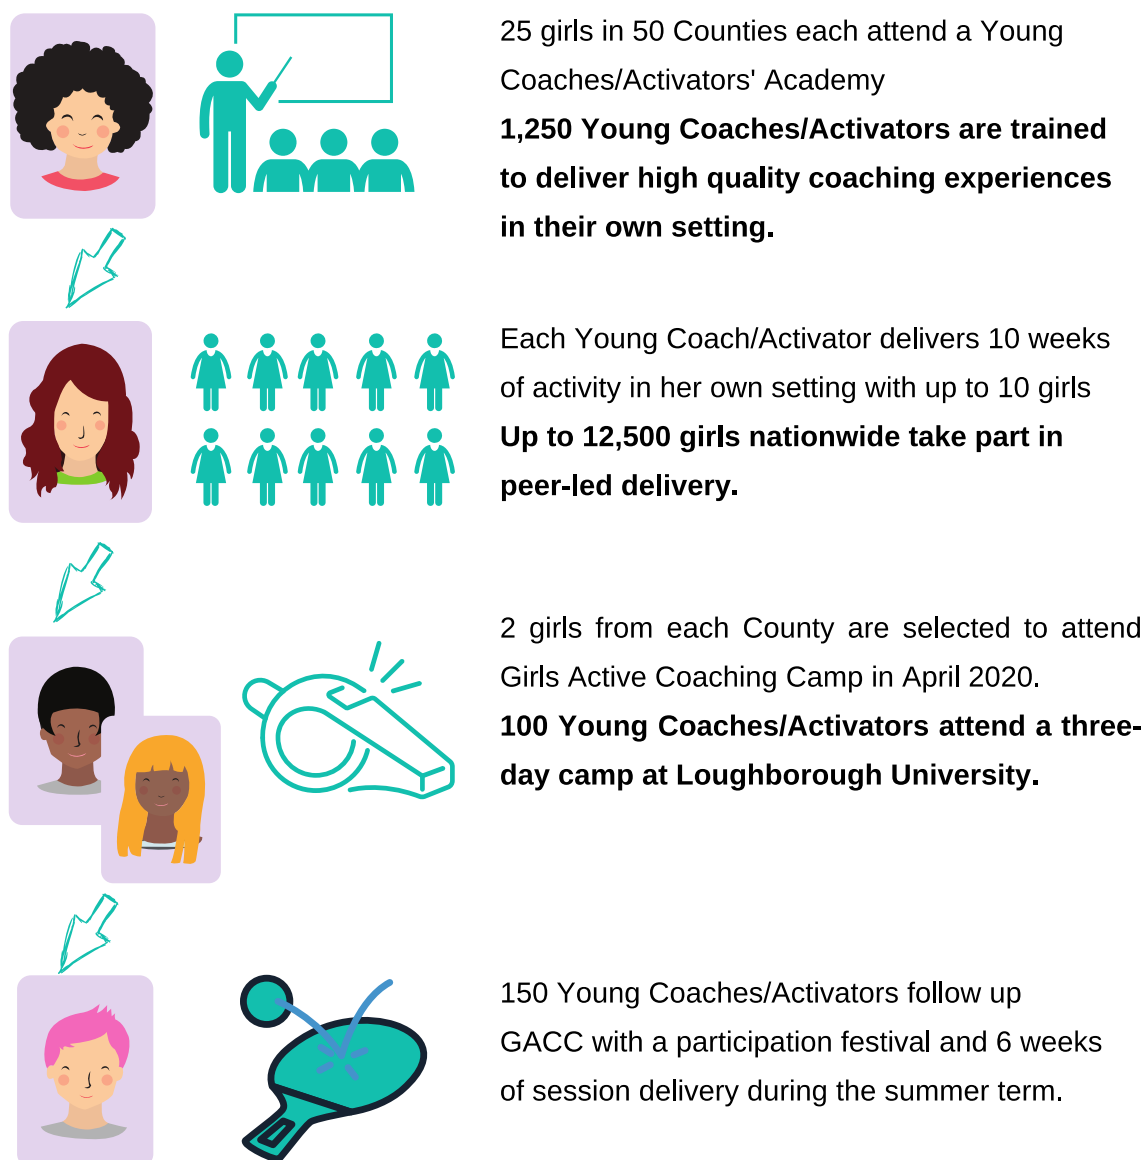 25 girls in 50 Counties each attend a Young
Coaches/Activators' Academy
1,250 Young Coaches/Activators are trained
to deliver high quality coaching experiences
in their own setting.
Each Young Coach/Activator delivers 10 weeks
of activity in her own setting with up to 10 girls
Up to 12,500 girls nationwide take part in
peer-led delivery.
2 girls from each County are selected to attend
Girls Active Coaching Camp in April 2020.
100 Young Coaches/Activators attend a three-
day camp at Loughborough University.
150 Young Coaches/Activators follow up
GACC with a participation festival and 6 weeks
of session delivery during the summer term.